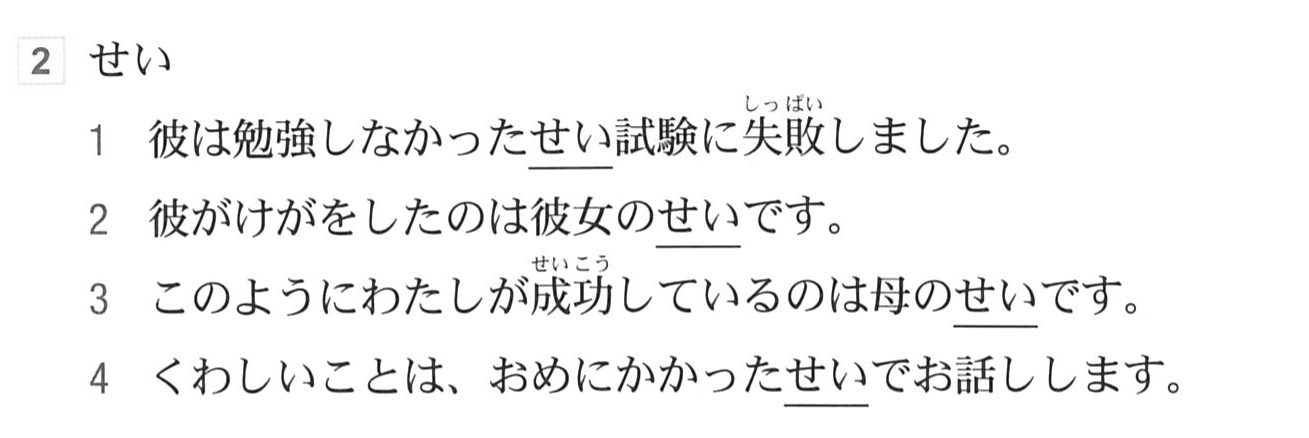 2 せい
1 彼は勉強しなかったせい試験に失敗しました。
しっぱい
2 彼がけがをしたのは彼女のせいです。
3 このようにわたしが成功しているのは母のせいです。
せいこう
4 くわしいことは、おめにかかったせいでお話しします。